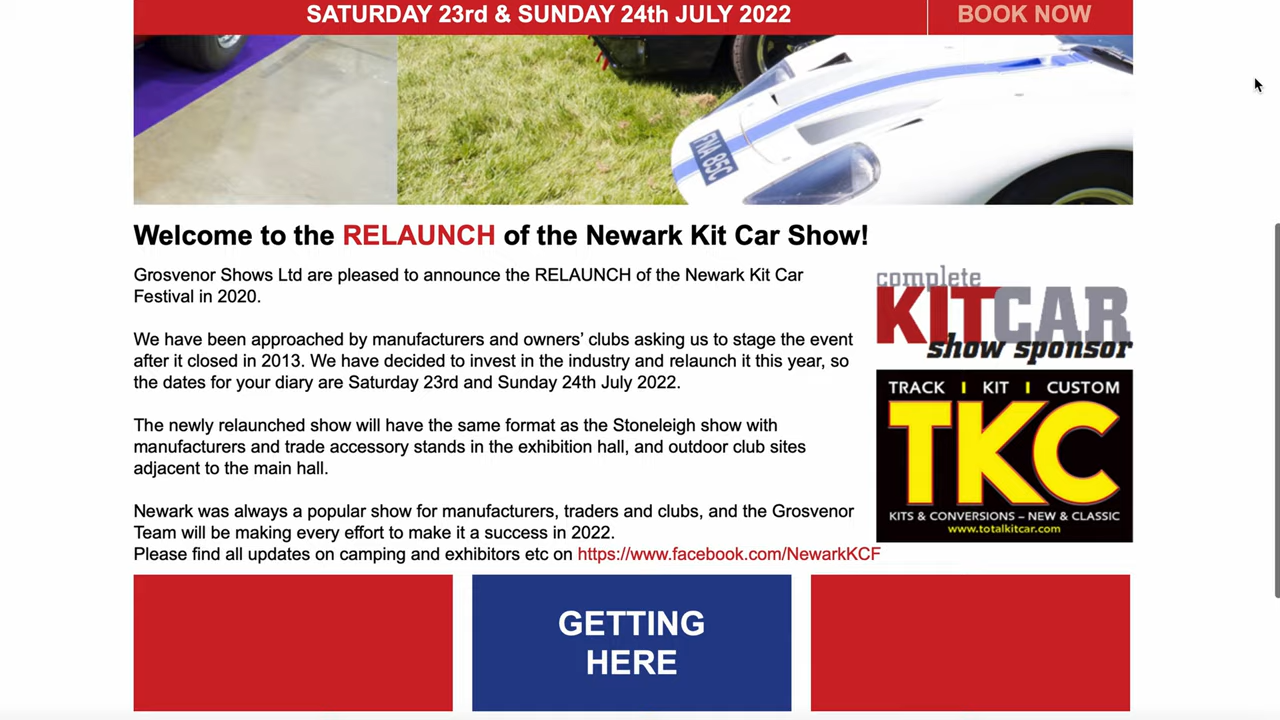 SATURDAY 23rd & SUNDAY 24th JULY 2022
BOOK NOW
FNA 85C
Welcome to the RELAUNCH of the Newark Kit Car Show!
Grosvenor Shows Ltd are pleased to announce the RELAUNCH of the Newark Kit Car
Festival in 2020.
We have been approached by manufacturers and owners’ clubs asking us to stage the event
after it closed in 2013. We have decided to invest in the industry and relaunch it this year, so
the dates for your diary are Saturday 23rd and Sunday 24th July 2022.
The newly relaunched show will have the same format as the Stoneleigh show with
manufacturers and trade accessory stands in the exhibition hall, and outdoor club sites
adjacent to the main hall.
Newark was always a popular show for manufacturers, traders and clubs, and the Grosvenor
Team will be making every effort to make it a success in 2022.
Please find all updates on camping and exhibitors etc on https://www.facebook.com/NewarkKCF
complete
KITCAR
show sponsor
TRACK I KIT I CUSTOM
TKC
KITS & CONVERSIONS – NEW & CLASSIC
www.totalkitcar.com
GETTING
HERE